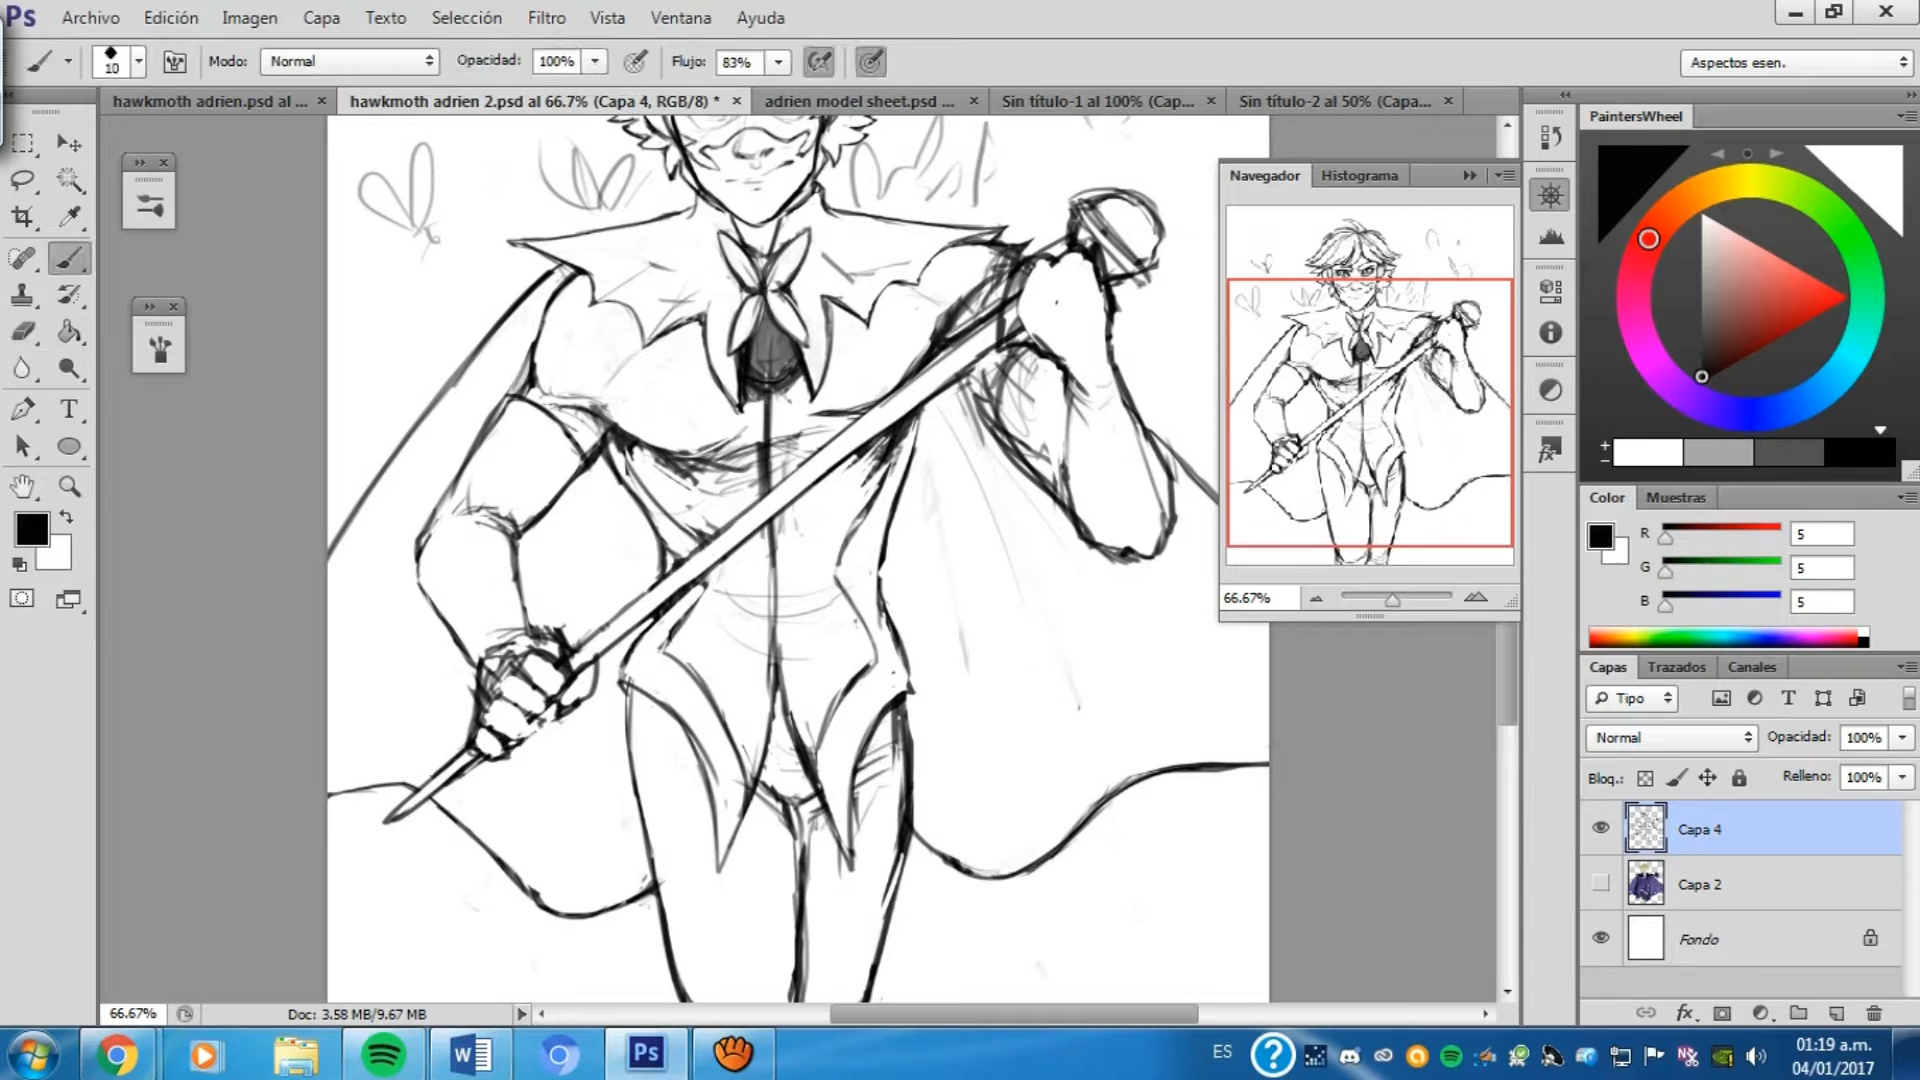 Ps Archivo Edición Imagen Capa Texto Selección Filtro Vista Ventana Ayuda
10 Modo: Normal Opacidad: 100% Flujo: 83% Aspectos esen.
hawkmoth adrien.psd al ... × hawkmoth adrien 2.psd al 66.7% (Capa 4, RGB/8) * × adrien model sheet.psd ... × Sin título-1 al 100% (Cap... × Sin título-2 al 50% (Capa... ×
PaintersWheel
Navegador Histograma
66.67%
Color Muestras
R 5
G 5
B 5
Capas Trazados Canales
Tipo
Normal Opacidad: 100%
Bloq.: Relleno: 100%
Capa 4
Capa 2
Fondo
66.67% Doc: 3.58 MB/9.67 MB
ES
01:19 a.m.
04/01/2017